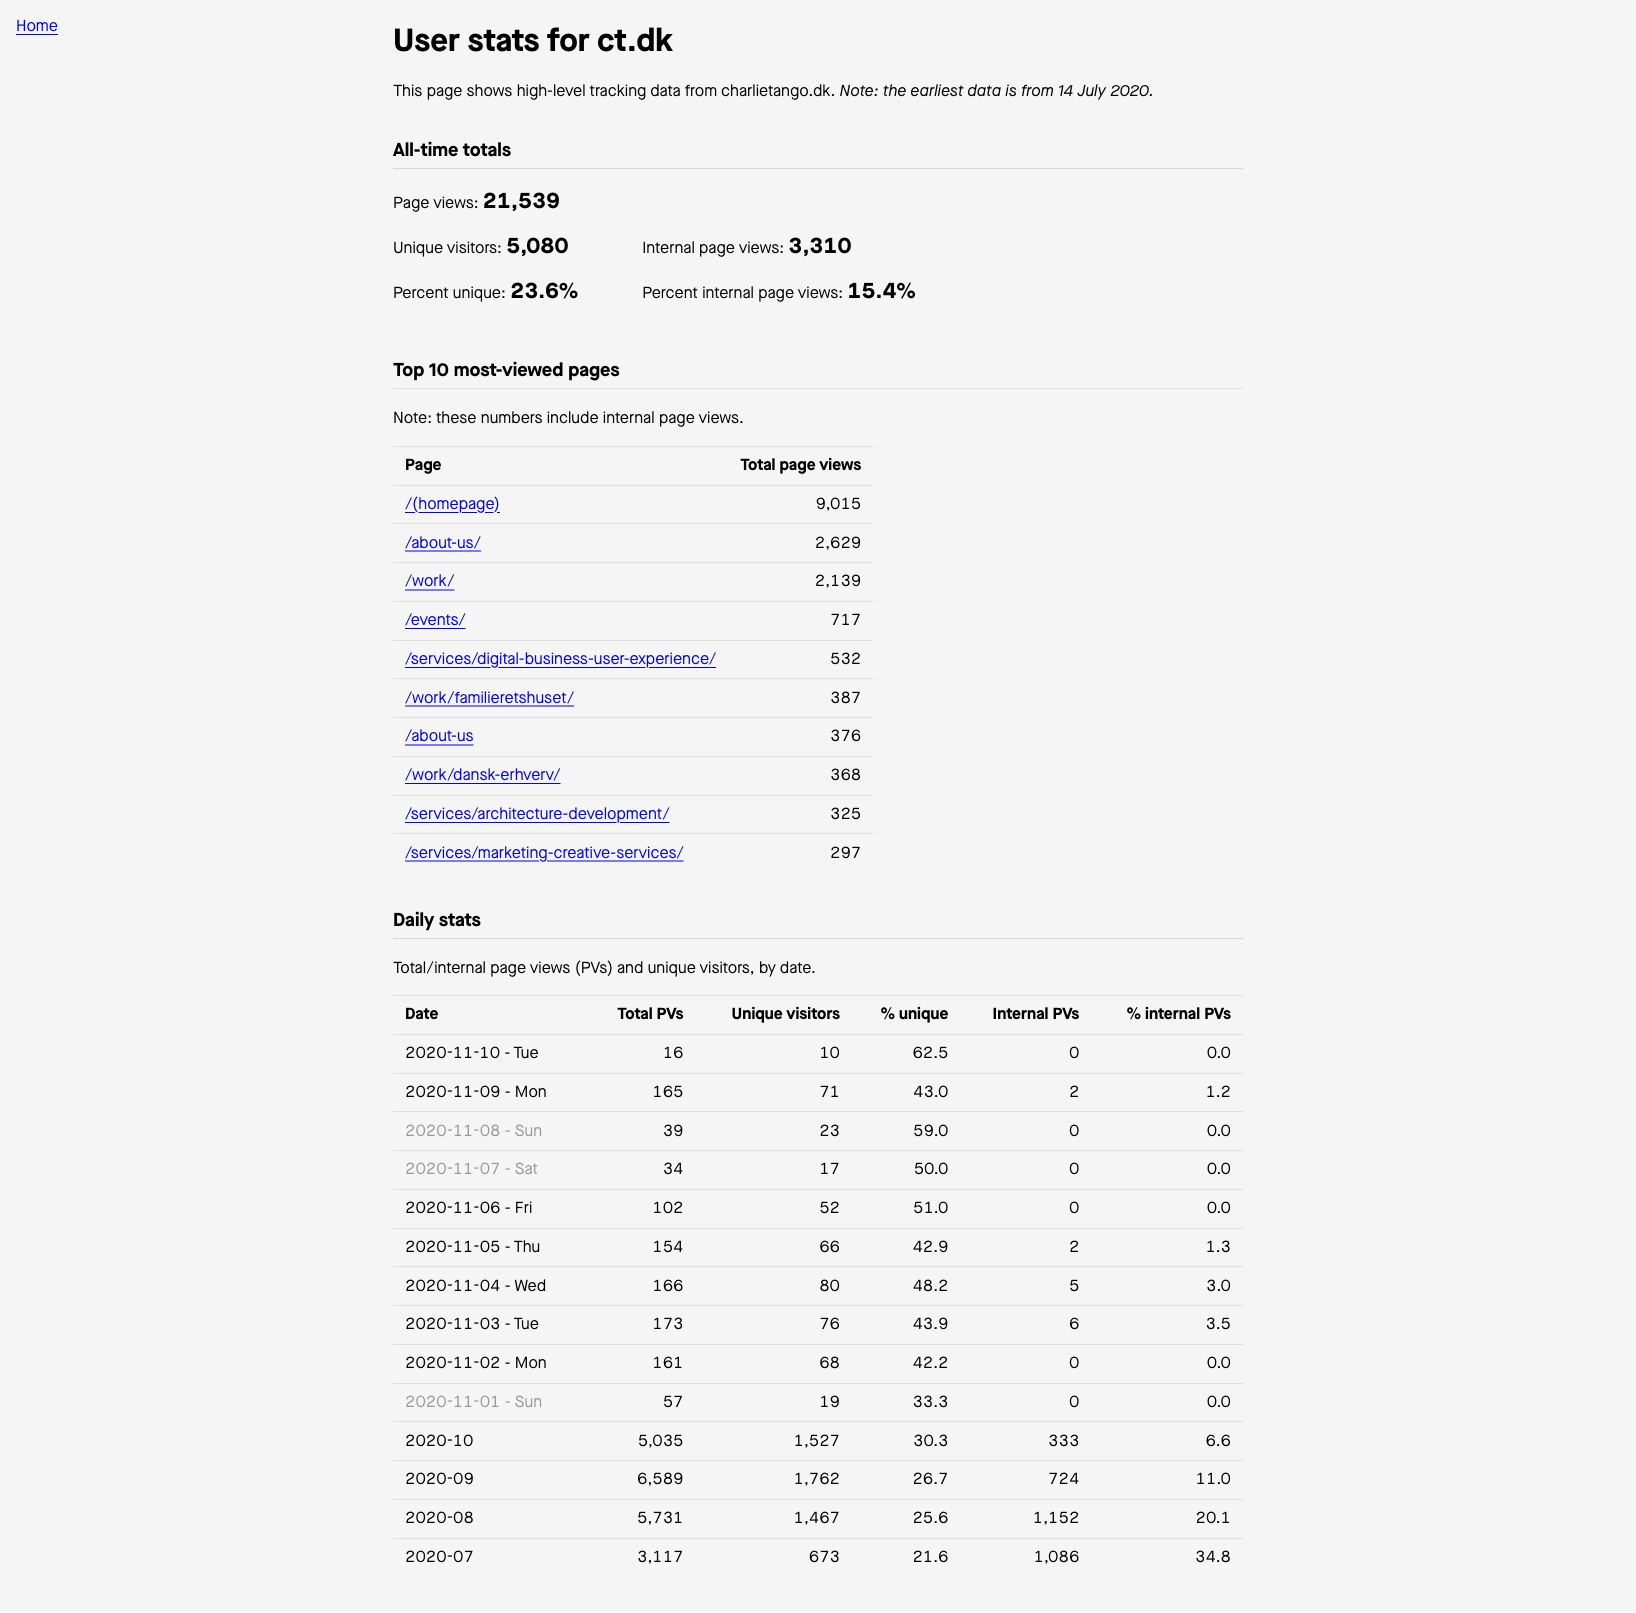 Home
User stats for ct.dk
This page shows high-level tracking data from charlietango.dk. Note: the earliest data is from 14 July 2020.
All-time totals
Page views: 21,539
Unique visitors: 5,080 Internal page views: 3,310
Percent unique: 23.6% Percent internal page views: 15.4%
Top 10 most-viewed pages
Note: these numbers include internal page views.
Page Total page views
/(homepage) 9,015
/about-us/ 2,629
/work/ 2,139
/events/ 717
/services/digital-business-user-experience/ 532
/work/familieretshuset/ 387
/about-us 376
/work/dansk-erhverv/ 368
/services/architecture-development/ 325
/services/marketing-creative-services/ 297
Daily stats
Total/internal page views (PVs) and unique visitors, by date.
Date Total PVs Unique visitors % unique Internal PVs % internal PVs
2020-11-10 - Tue 16 10 62.5 0 0.0
2020-11-09 - Mon 165 71 43.0 2 1.2
2020-11-08 - Sun 39 23 59.0 0 0.0
2020-11-07 - Sat 34 17 50.0 0 0.0
2020-11-06 - Fri 102 52 51.0 0 0.0
2020-11-05 - Thu 154 66 42.9 2 1.3
2020-11-04 - Wed 166 80 48.2 5 3.0
2020-11-03 - Tue 173 76 43.9 6 3.5
2020-11-02 - Mon 161 68 42.2 0 0.0
2020-11-01 - Sun 57 19 33.3 0 0.0
2020-10 5,035 1,527 30.3 333 6.6
2020-09 6,589 1,762 26.7 724 11.0
2020-08 5,731 1,467 25.6 1,152 20.1
2020-07 3,117 673 21.6 1,086 34.8